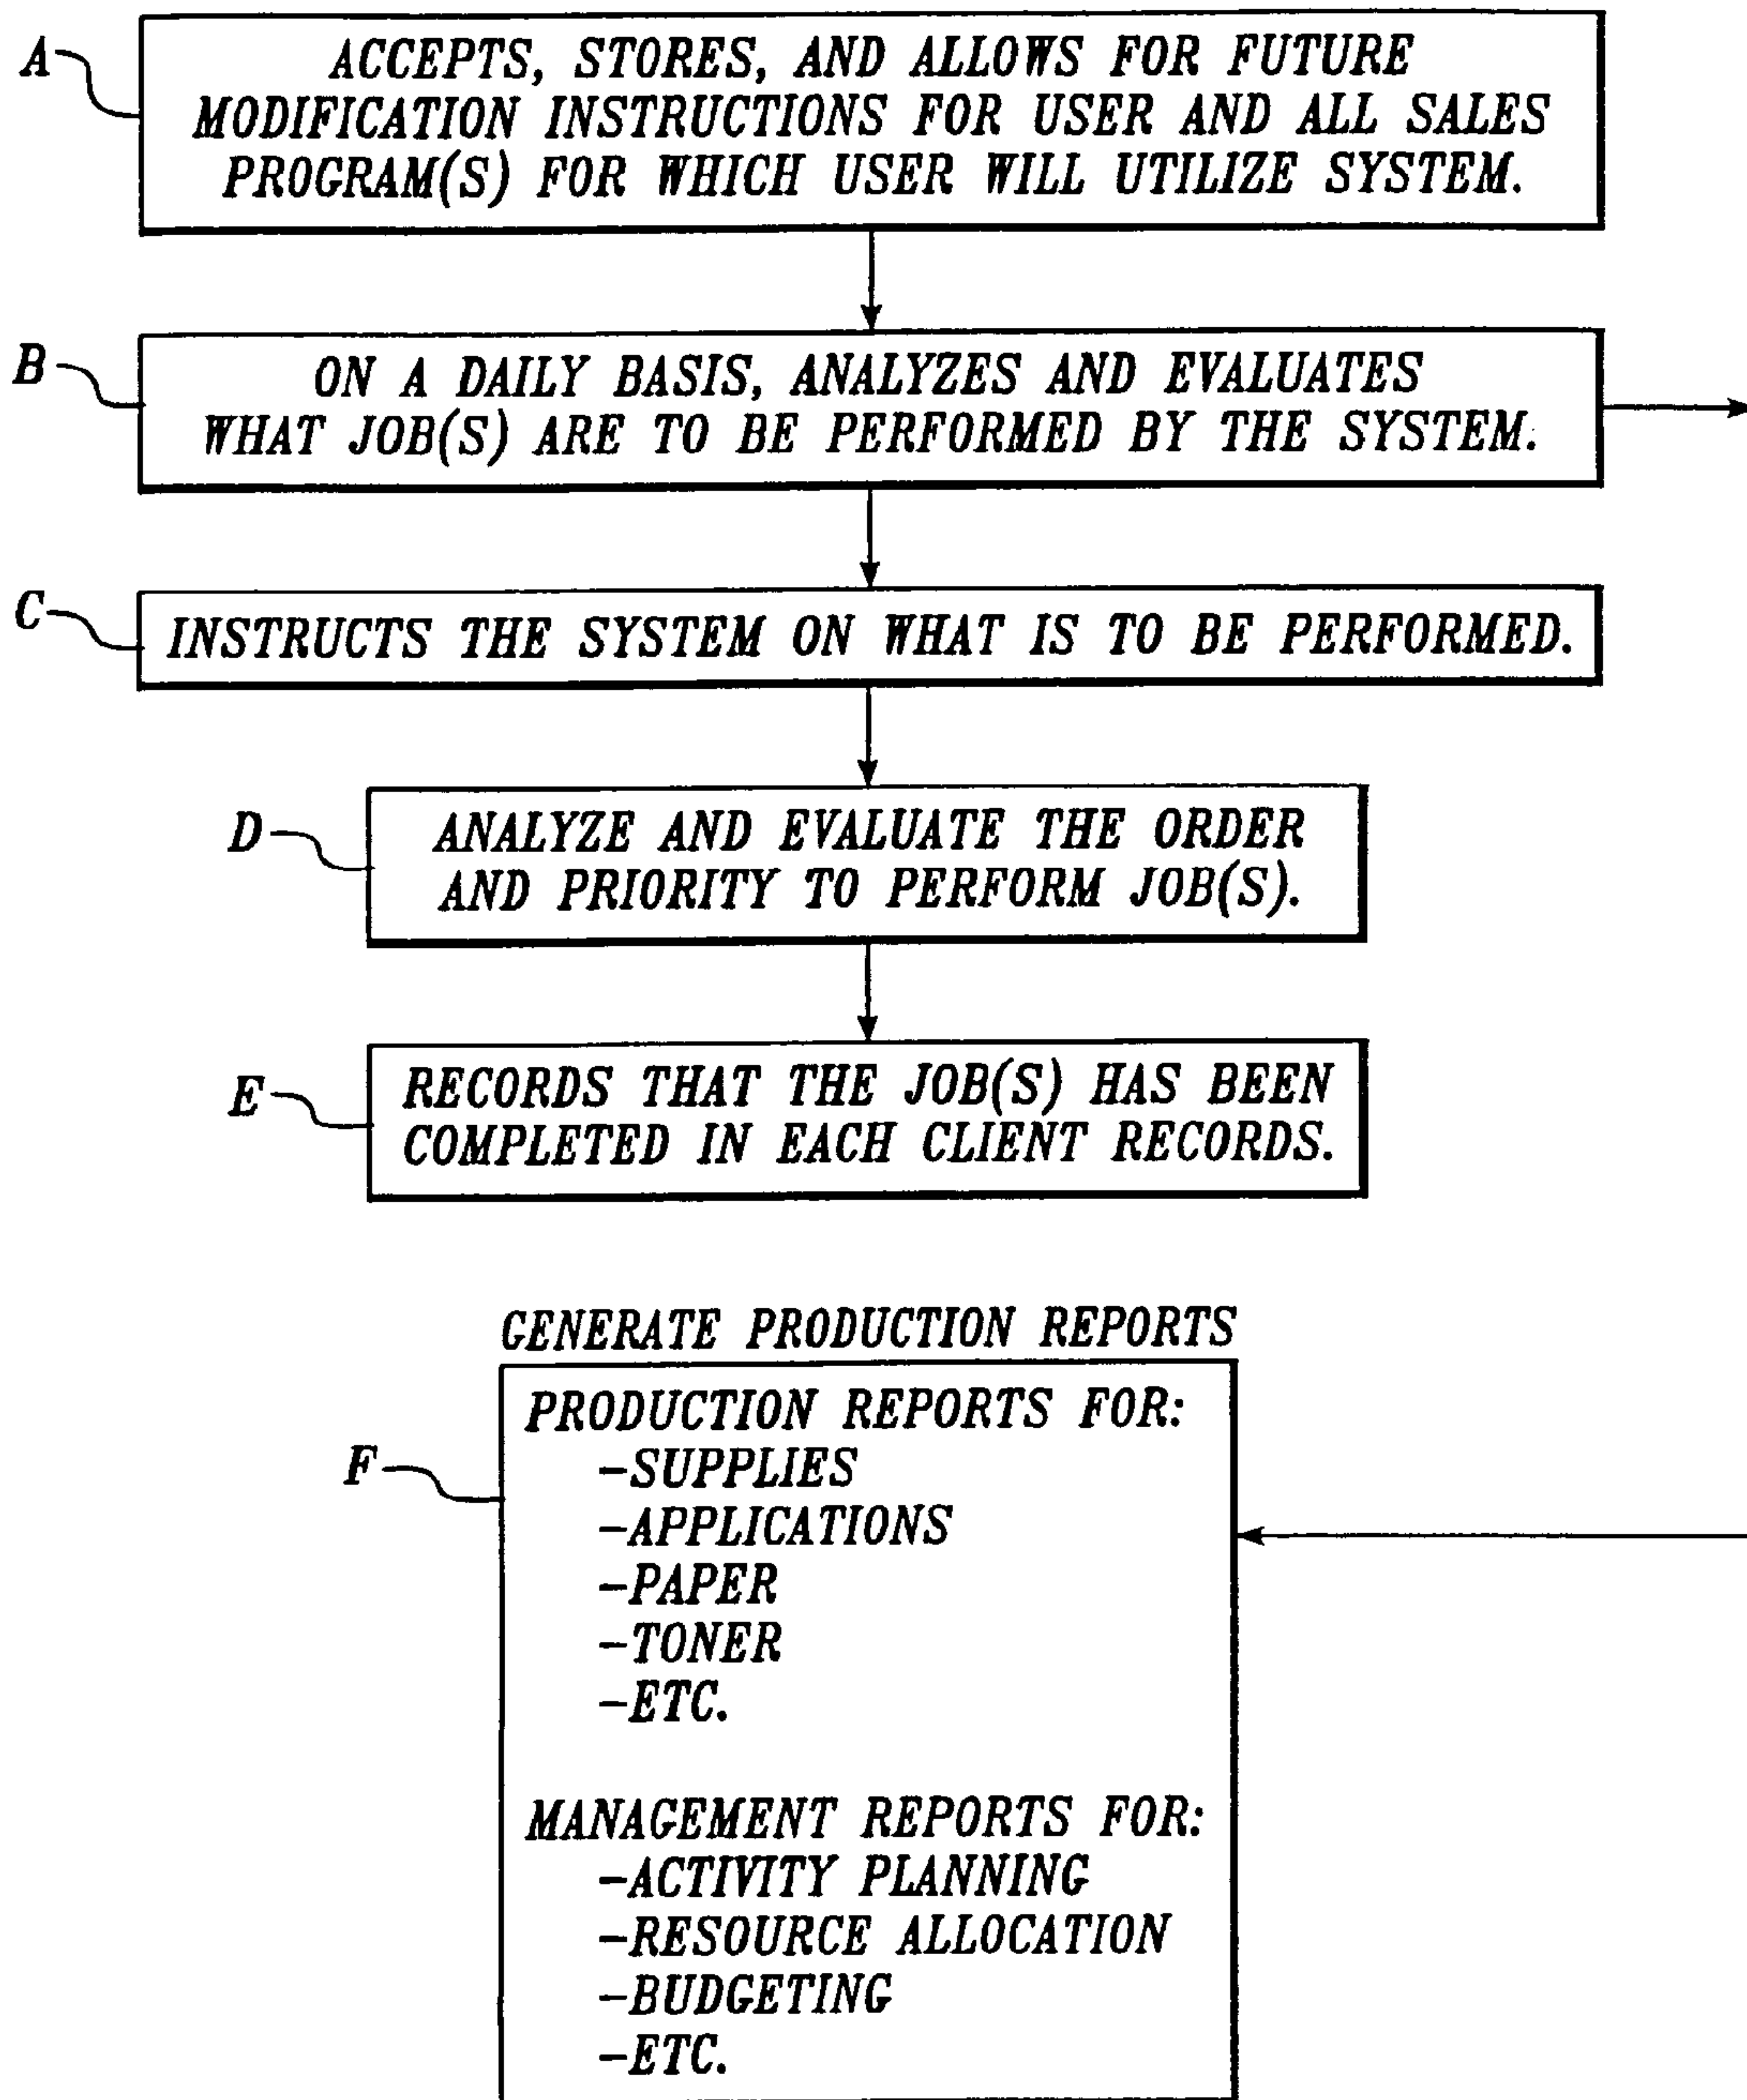 A
ACCEPTS, STORES, AND ALLOWS FOR FUTURE
MODIFICATION INSTRUCTIONS FOR USER AND ALL SALES
PROGRAM(S) FOR WHICH USER WILL UTILIZE SYSTEM.
B
ON A DAILY BASIS, ANALYZES AND EVALUATES
WHAT JOB(S) ARE TO BE PERFORMED BY THE SYSTEM.
C
INSTRUCTS THE SYSTEM ON WHAT IS TO BE PERFORMED.
D
ANALYZE AND EVALUATE THE ORDER
AND PRIORITY TO PERFORM JOB(S).
E
RECORDS THAT THE JOB(S) HAS BEEN
COMPLETED IN EACH CLIENT RECORDS.
GENERATE PRODUCTION REPORTS
F
PRODUCTION REPORTS FOR:
-SUPPLIES
-APPLICATIONS
-PAPER
-TONER
-ETC.
MANAGEMENT REPORTS FOR:
-ACTIVITY PLANNING
-RESOURCE ALLOCATION
-BUDGETING
-ETC.